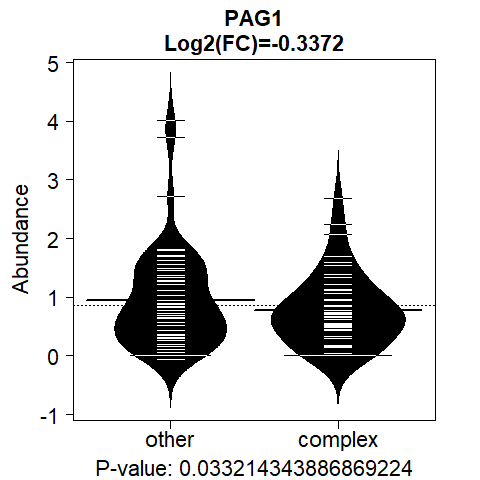 PAG1
Log2(FC)=-0.3372
Abundance
5
4
3
2
1
0
-1
other complex
P-value: 0.033214343886869224